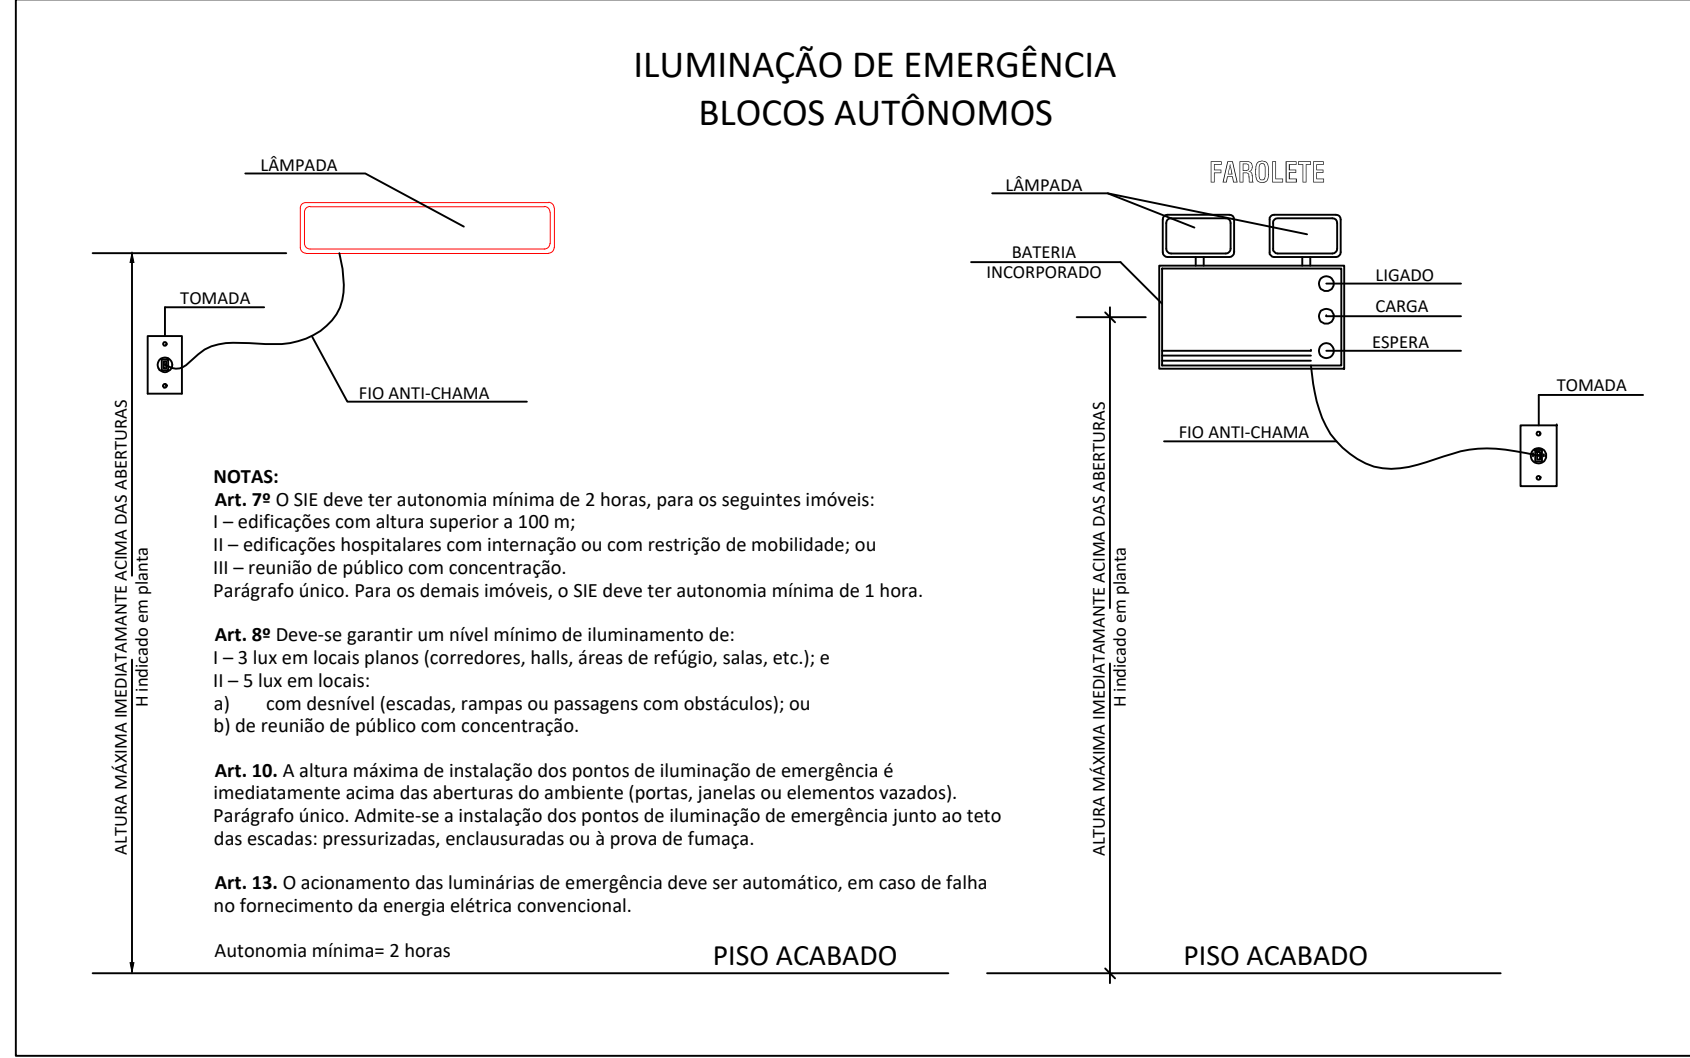 ILUMINAÇÃO DE EMERGÊNCIA
BLOCOS AUTÔNOMOS
LÂMPADA
TOMADA
FIO ANTI-CHAMA
ALTURA MÁXIMA IMEDIATAMANTE ACIMA DAS ABERTURAS
H indicado em planta
NOTAS:
Art. 7º O SIE deve ter autonomia mínima de 2 horas, para os seguintes imóveis:
I – edificações com altura superior a 100 m;
II – edificações hospitalares com internação ou com restrição de mobilidade; ou
III – reunião de público com concentração.
Parágrafo único. Para os demais imóveis, o SIE deve ter autonomia mínima de 1 hora.
Art. 8º Deve-se garantir um nível mínimo de iluminamento de:
I – 3 lux em locais planos (corredores, halls, áreas de refúgio, salas, etc.); e
II – 5 lux em locais:
a) com desnível (escadas, rampas ou passagens com obstáculos); ou
b) de reunião de público com concentração.
Art. 10. A altura máxima de instalação dos pontos de iluminação de emergência é
imediatamente acima das aberturas do ambiente (portas, janelas ou elementos vazados).
Parágrafo único. Admite-se a instalação dos pontos de iluminação de emergência junto ao teto
das escadas: pressurizadas, enclausuradas ou à prova de fumaça.
Art. 13. O acionamento das luminárias de emergência deve ser automático, em caso de falha
no fornecimento da energia elétrica convencional.
Autonomia mínima= 2 horas
PISO ACABADO
FAROLETE
LÂMPADA
BATERIA
INCORPORADO
LIGADO
CARGA
ESPERA
TOMADA
FIO ANTI-CHAMA
ALTURA MÁXIMA IMEDIATAMANTE ACIMA DAS ABERTURAS
H indicado em planta
PISO ACABADO